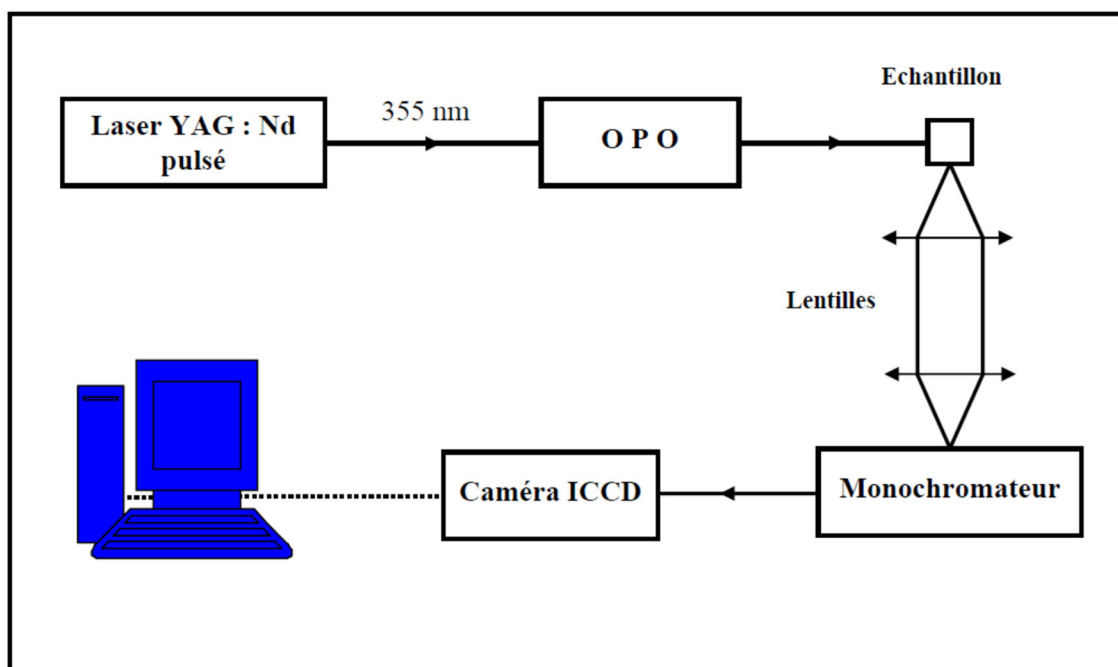 Echantillon
Laser YAG : Nd
pulsé
355 nm
O P O
Lentilles
Caméra ICCD
Monochromateur